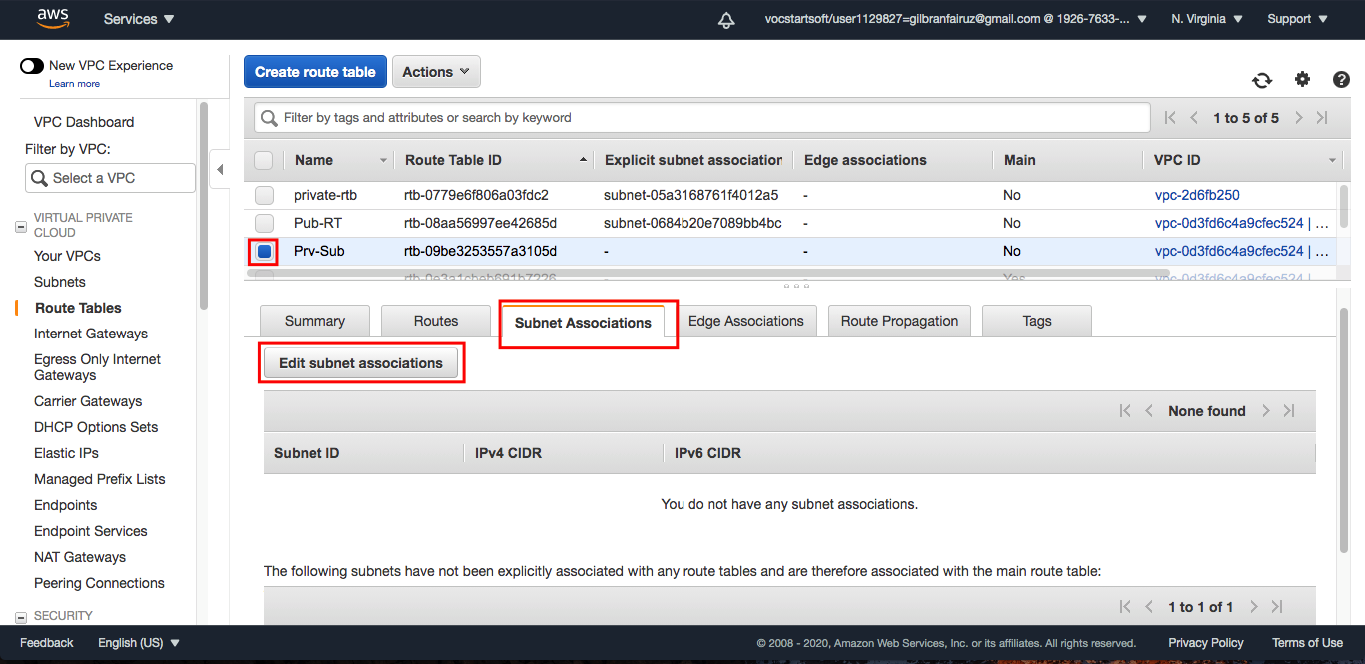 aws
Services
vocstartsoft/user1129827=gilbranfairuz@gmail.com @ 1926-7633-...
N. Virginia
Support
New VPC Experience
Learn more
VPC Dashboard
Filter by VPC:
Select a VPC
VIRTUAL PRIVATE
CLOUD
Your VPCs
Subnets
Route Tables
Internet Gateways
Egress Only Internet
Gateways
Carrier Gateways
DHCP Options Sets
Elastic IPs
Managed Prefix Lists
Endpoints
Endpoint Services
NAT Gateways
Peering Connections
SECURITY
Create route table
Actions
Filter by tags and attributes or search by keyword
1 to 5 of 5
Name Route Table ID Explicit subnet association Edge associations Main VPC ID
private-rtb rtb-0779e6f806a03fdc2 subnet-05a3168761f4012a5 - No vpc-2d6fb250
Pub-RT rtb-08aa56997ee42685d subnet-0684b20e7089bb4bc - No vpc-0d3fd6c4a9cfec524 | ...
Prv-Sub rtb-09be3253557a3105d - - No vpc-0d3fd6c4a9cfec524 | ...
rtb-0e3a1cbeb691b7226 - - Yes vpc-0d3fd6c4a9cfec524 |
Summary
Routes
Subnet Associations
Edge Associations
Route Propagation
Tags
Edit subnet associations
None found
Subnet ID IPv4 CIDR IPv6 CIDR
You do not have any subnet associations.
The following subnets have not been explicitly associated with any route tables and are therefore associated with the main route table:
1 to 1 of 1
Feedback
English (US)
© 2008 - 2020, Amazon Web Services, Inc. or its affiliates. All rights reserved.
Privacy Policy
Terms of Use